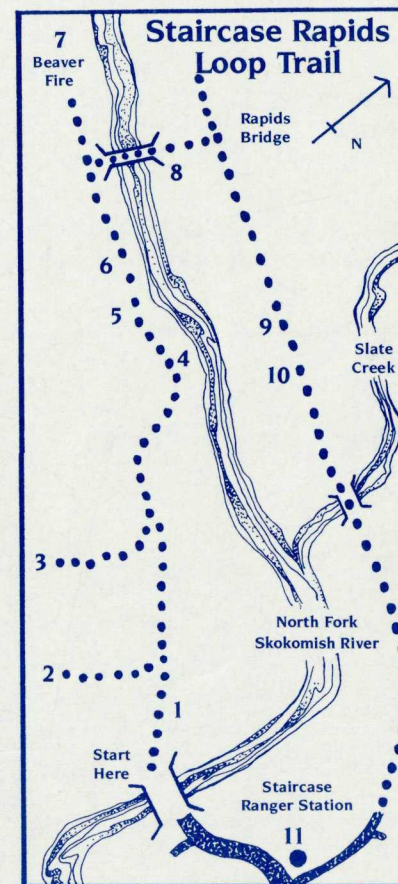 Staircase Rapids
Loop Trail
7
Beaver
Fire
Rapids
Bridge
N
8
6
5
4
9
10
Slate
Creek
3
North Fork
Skokomish River
2
1
Start
Here
Staircase
Ranger Station
11